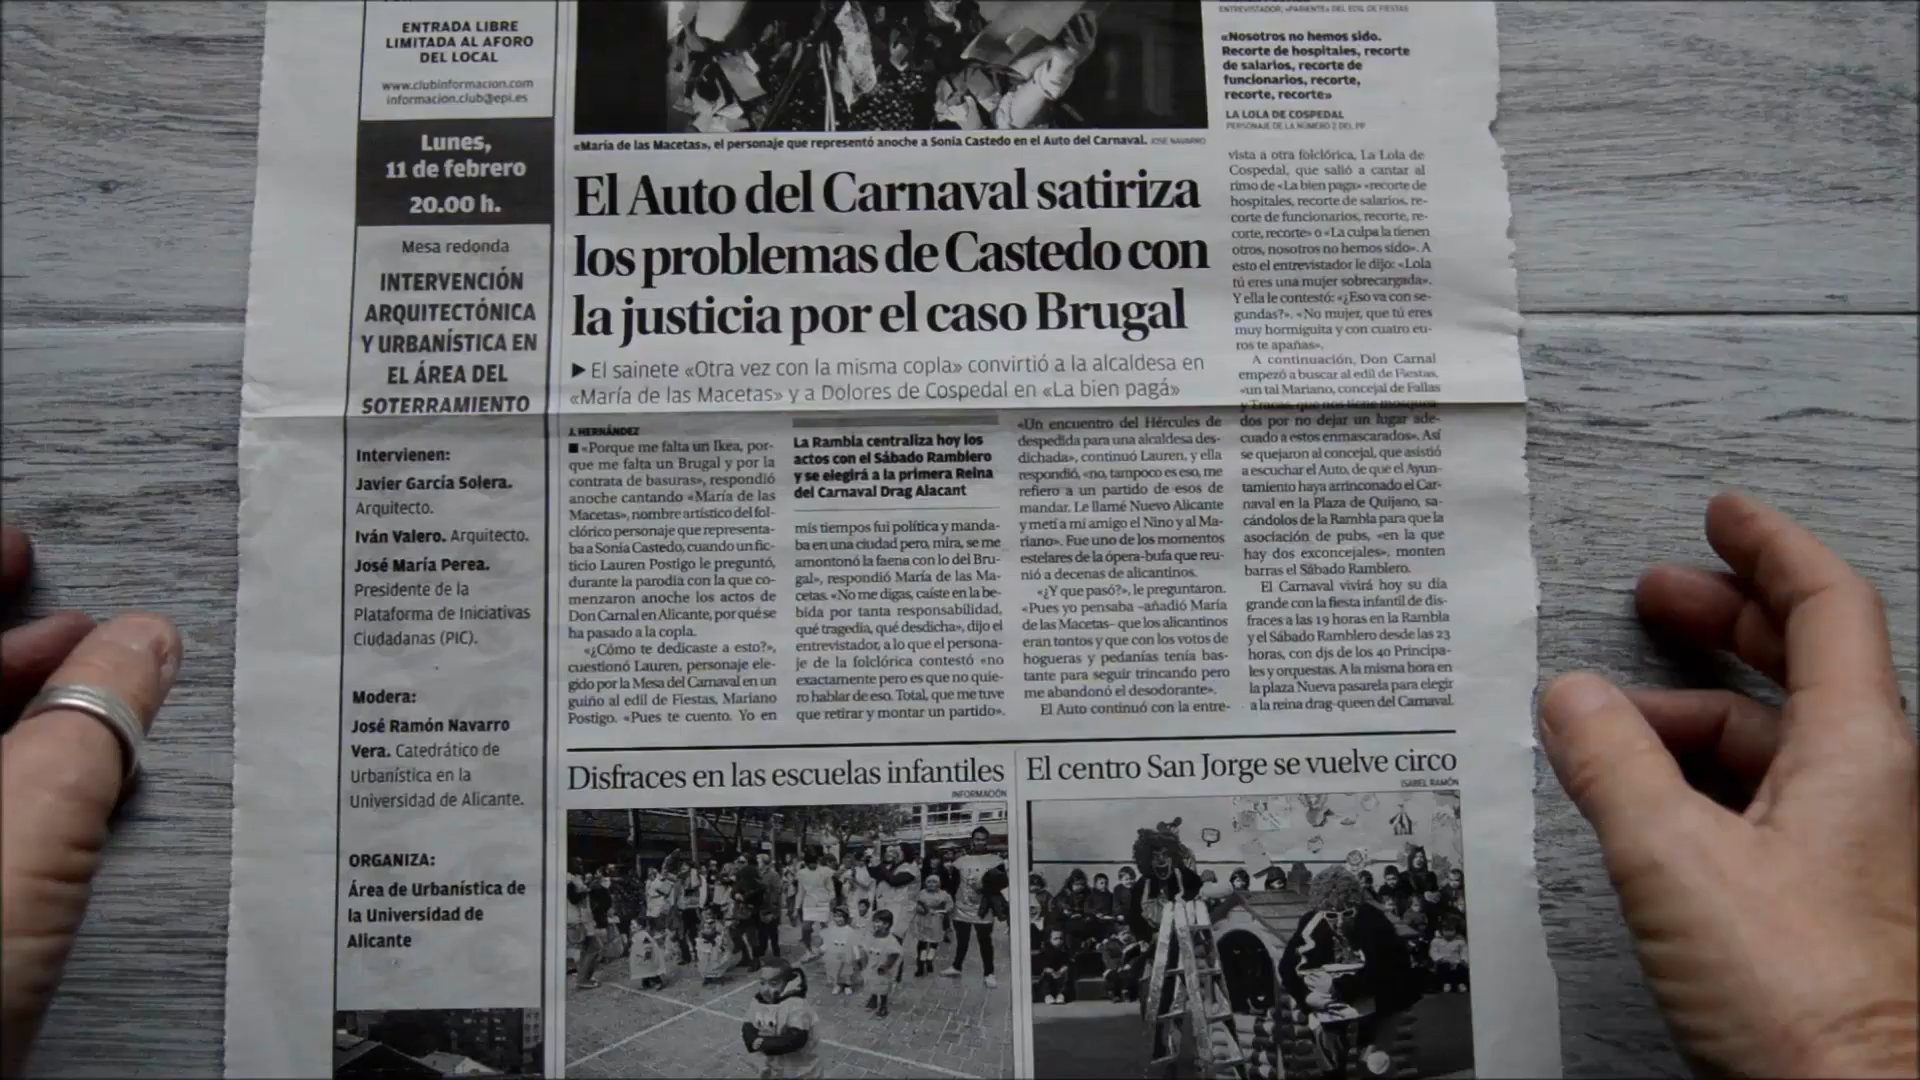 ENTRADA LIBRE
LIMITADA AL AFORO
DEL LOCAL
www.clubinformacion.com
informacion.club@epi.es
Lunes,
11 de febrero
20.00 h.
Mesa redonda
INTERVENCIÓN
ARQUITECTÓNICA
Y URBANÍSTICA EN
EL ÁREA DEL
SOTERRAMIENTO
Intervienen:
Javier García Solera.
Arquitecto.
Iván Valero. Arquitecto.
José María Perea.
Presidente de la
Plataforma de Iniciativas
Ciudadanas (PIC).
Modera:
José Ramón Navarro
Vera. Catedrático de
Urbanística en la
Universidad de Alicante.
ORGANIZA:
Área de Urbanística de
la Universidad de
Alicante
«María de las Macetas», el personaje que representó anoche a Sonia Castedo en el Auto del Carnaval. JOSE NAVARRO
El Auto del Carnaval satiriza
los problemas de Castedo con
la justicia por el caso Brugal
▶ El sainete «Otra vez con la misma copla» convirtió a la alcaldesa en
«María de las Macetas» y a Dolores de Cospedal en «La bien pagá»
J. HERNÁNDEZ
■ «Porque me falta un Ikea, por-
que me falta un Brugal y por la
contrata de basuras», respondió
anoche cantando «María de las
Macetas», nombre artístico del fol-
clórico personaje que representa-
ba a Sonia Castedo, cuando un fic-
ticio Lauren Postigo le preguntó,
durante la parodia con la que co-
menzaron anoche los actos de
Don Carnal en Alicante, por qué se
ha pasado a la copla.
«¿Cómo te dedicaste a esto?»,
cuestionó Lauren, personaje ele-
gido por la Mesa del Carnaval en un
guiño al edil de Fiestas, Mariano
Postigo. «Pues te cuento. Yo en
La Rambla centraliza hoy los
actos con el Sábado Ramblero
y se elegirá a la primera Reina
del Carnaval Drag Alacant
mis tiempos fui política y manda-
ba en una ciudad pero, mira, se me
amontonó la faena con lo del Bru-
gal», respondió María de las Ma-
cetas. «No me digas, caíste en la be-
bida por tanta responsabilidad,
qué tragedia, qué desdicha», dijo el
entrevistador, a lo que el persona-
je de la folclórica contestó «no
exactamente pero es que no quie-
ro hablar de eso. Total, que me tuve
que retirar y montar un partido».
«Un encuentro del Hércules de
despedida para una alcaldesa des-
dichada», continuó Lauren, y ella
respondió, «no, tampoco es eso, me
refiero a un partido de esos de
mandar. Le llamé Nuevo Alicante
y metí a mi amigo el Nino y al Ma-
riano». Fue uno de los momentos
estelares de la ópera-bufa que reu-
nió a decenas de alicantinos.
«¿Y que pasó?», le preguntaron.
«Pues yo pensaba –añadió María
de las Macetas– que los alicantinos
eran tontos y que con los votos de
hogueras y pedanías tenía bas-
tante para seguir trincando pero
me abandonó el desodorante».
El Auto continuó con la entre-
ENTREVISTADOR, «PARIENTE» DEL EDIL DE FIESTAS
«Nosotros no hemos sido.
Recorte de hospitales, recorte
de salarios, recorte de
funcionarios, recorte,
recorte, recorte»
LA LOLA DE COSPEDAL
PERSONAJE DE LA NÚMERO 2 DEL PP
vista a otra folclórica, La Lola de
Cospedal, que salió a cantar al
rimo de «La bien paga» «recorte de
hospitales, recorte de salarios, re-
corte de funcionarios, recorte, re-
corte, recorte» o «La culpa la tienen
otros, nosotros no hemos sido». A
esto el entrevistador le dijo: «Lola
tú eres una mujer sobrecargada».
Y ella le contestó: «¿Eso va con se-
gundas?». «No mujer, que tú eres
muy hormiguita y con cuatro eu-
ros te apañas».
A continuación, Don Carnal
empezó a buscar al edil de Fiestas,
«un tal Mariano, concejal de Fallas
y Tracas, que nos tiene mosquea-
dos por no dejar un lugar ade-
cuado a estos enmascarados». Así
se quejaron al concejal, que asistió
a escuchar el Auto, de que el Ayun-
tamiento haya arrinconado el Car-
naval en la Plaza de Quijano, sa-
cándolos de la Rambla para que la
asociación de pubs, «en la que
hay dos exconcejales», monten
barras el Sábado Ramblero.
El Carnaval vivirá hoy su día
grande con la fiesta infantil de dis-
fraces a las 19 horas en la Rambla
y el Sábado Ramblero desde las 23
horas, con djs de los 40 Principa-
les y orquestas. A la misma hora en
la plaza Nueva pasarela para elegir
a la reina drag-queen del Carnaval.
Disfraces en las escuelas infantiles
INFORMACIÓN
El centro San Jorge se vuelve circo
ISABEL RAMÓN